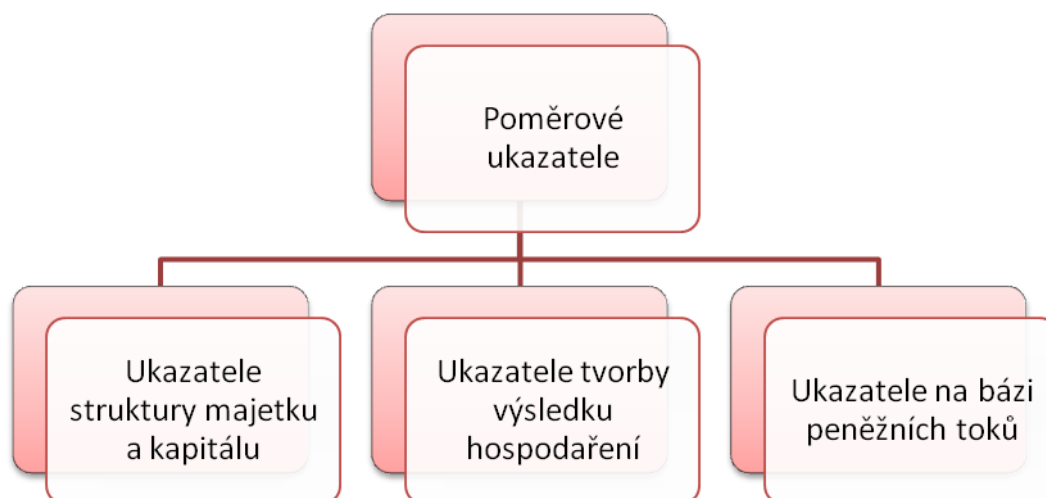 Poměrové
ukazatele
Ukazatele
struktury majetku
a kapitálu
Ukazatele tvorby
výsledku
hospodaření
Ukazatele na bázi
peněžních toků